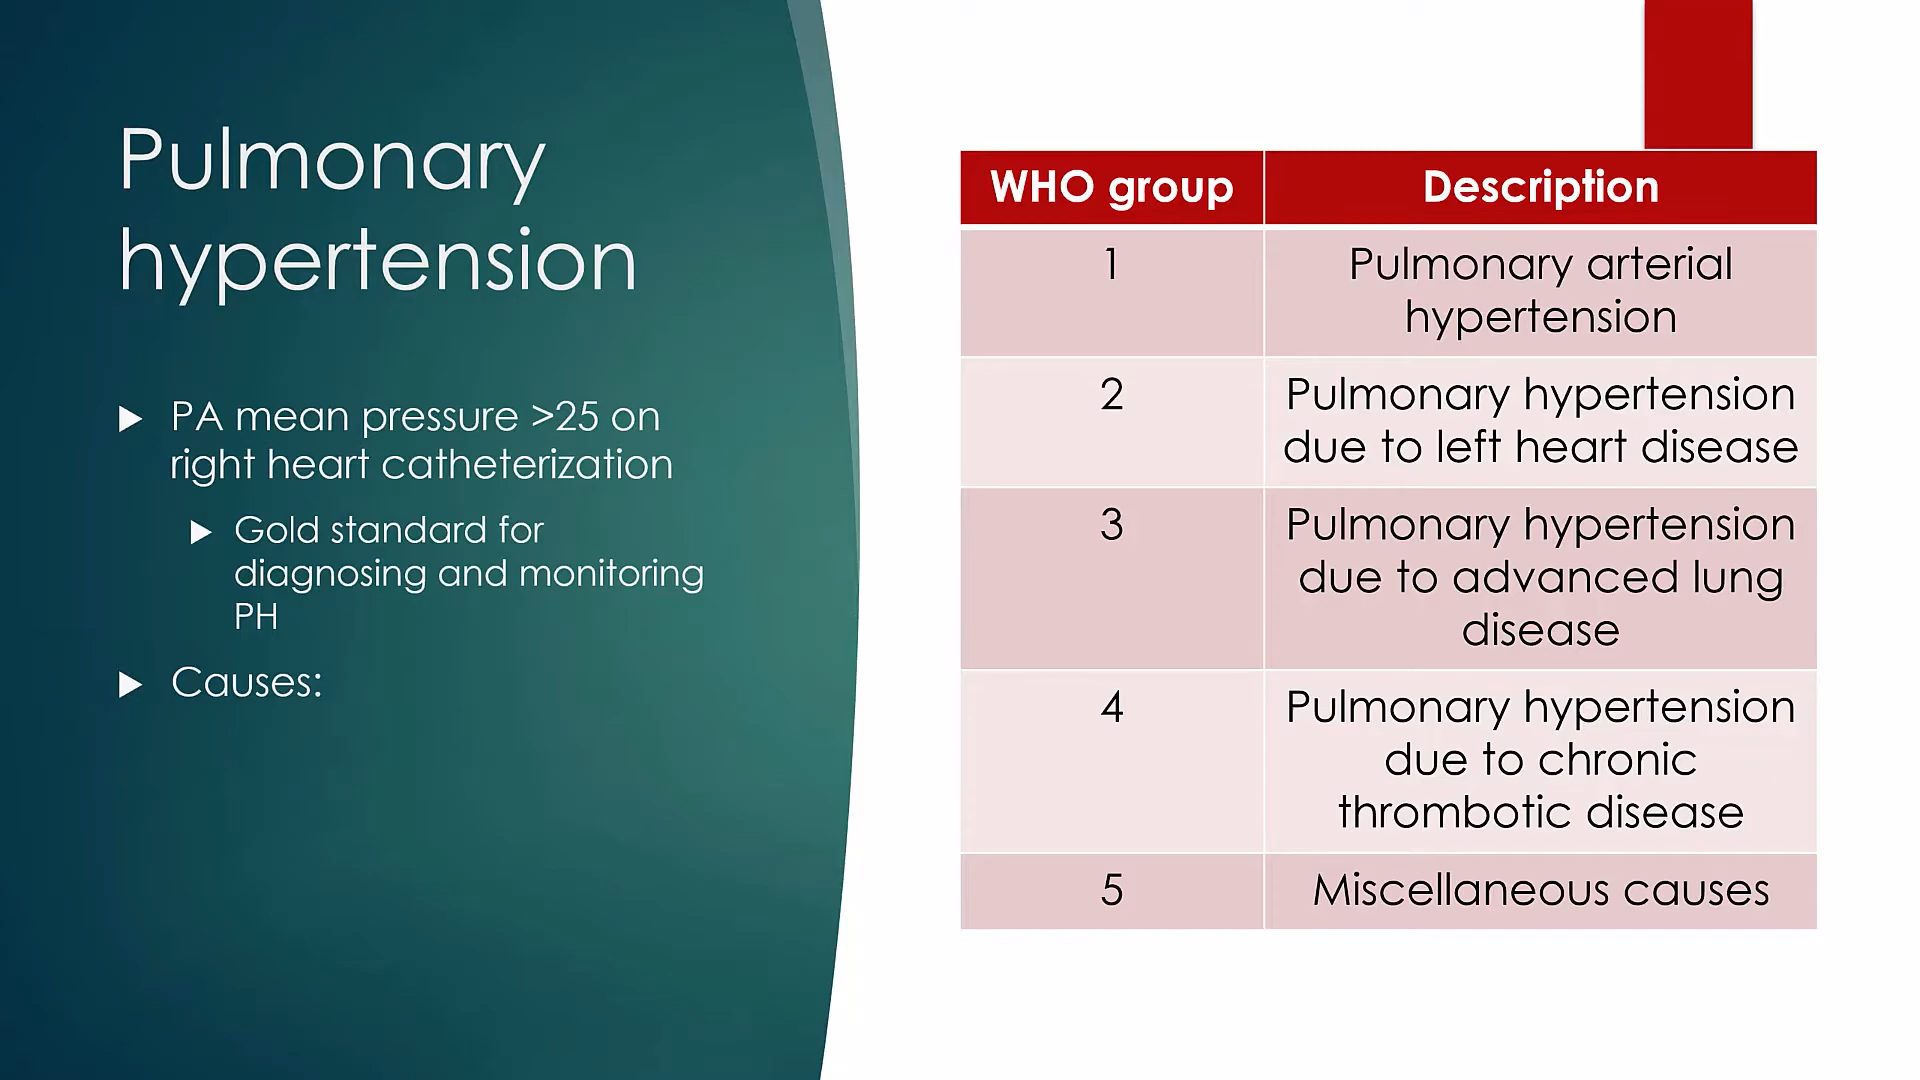 Pulmonary
hypertension
PA mean pressure >25 on
right heart catheterization
Gold standard for
diagnosing and monitoring
PH
Causes:
WHO group
Description
1
Pulmonary arterial
hypertension
2
Pulmonary hypertension
due to left heart disease
3
Pulmonary hypertension
due to advanced lung
disease
4
Pulmonary hypertension
due to chronic
thrombotic disease
5
Miscellaneous causes